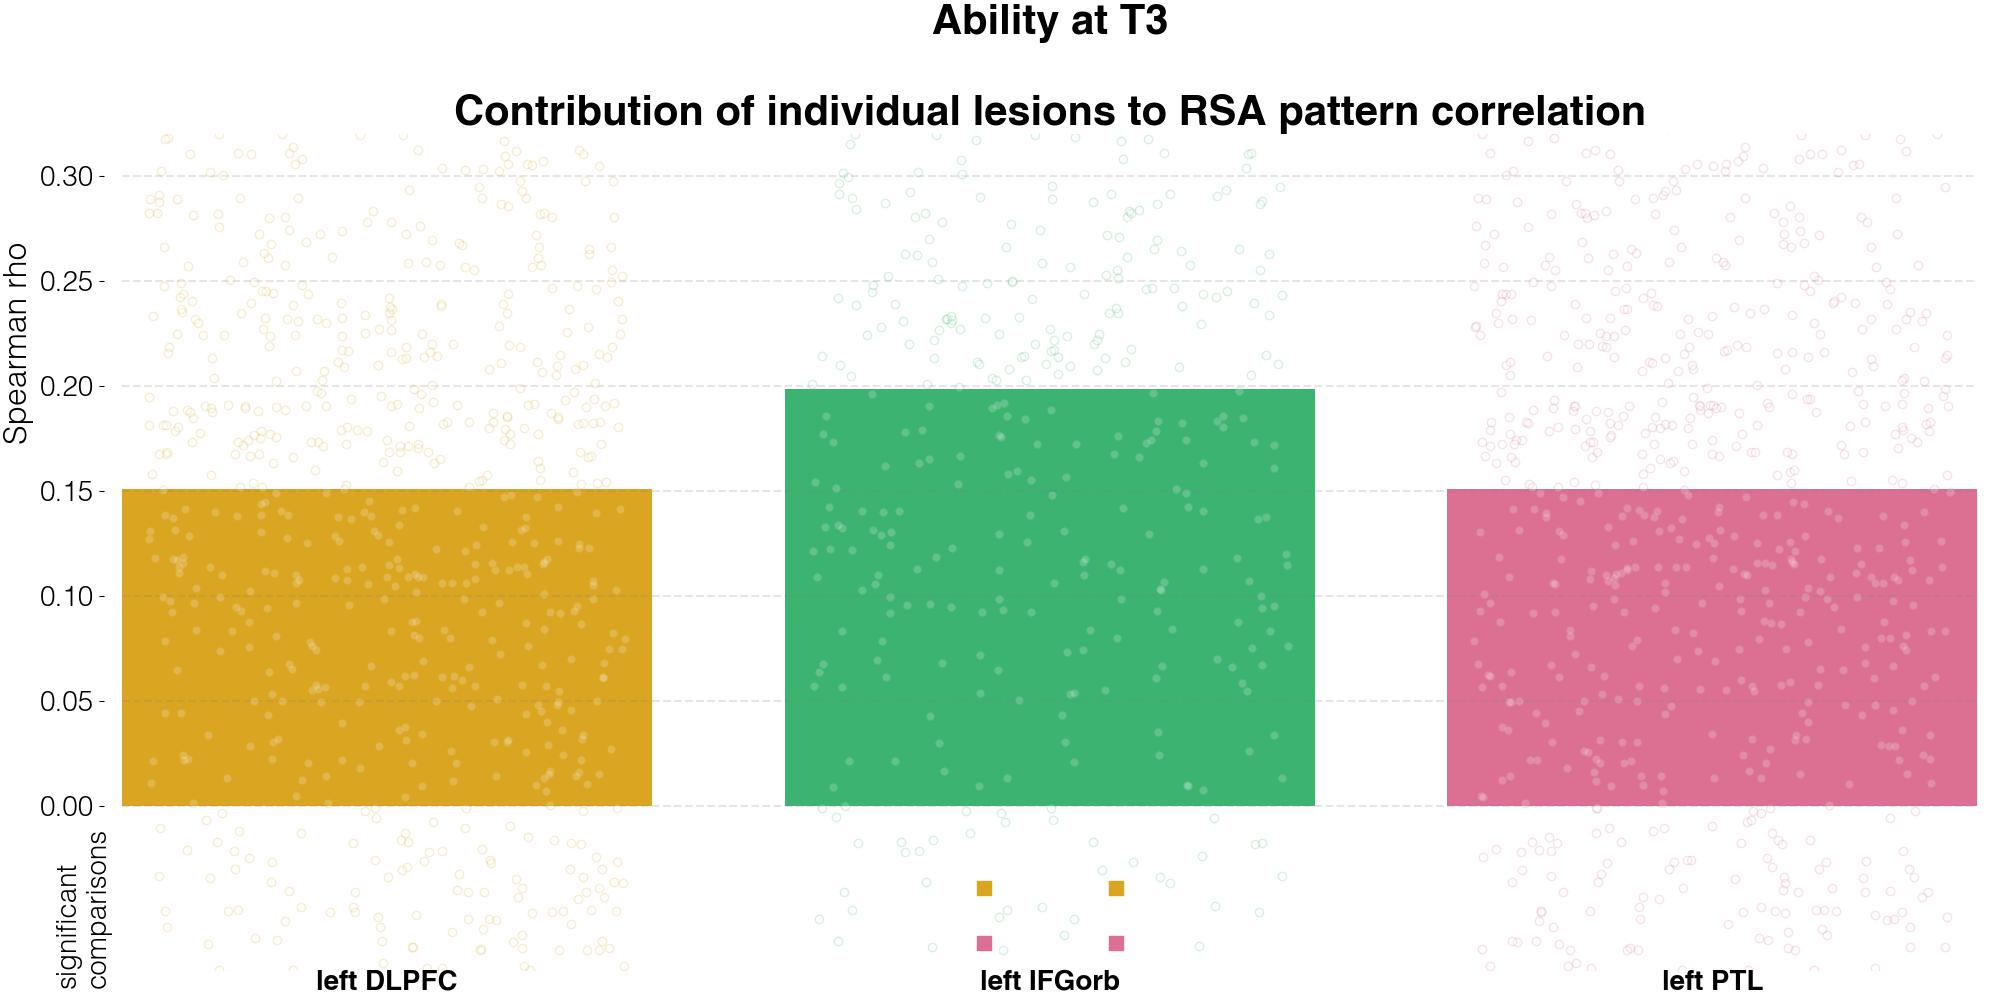 Ability at T3
Contribution of individual lesions to RSA pattern correlation
Spearman rho
0.30
0.25
0.20
0.15
0.10
0.05
0.00
significant
comparisons
left DLPFC
left IFGorb
left PTL